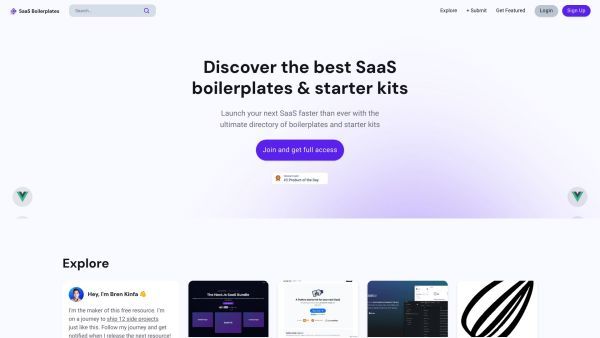 SaaS Boilerplates
Search...
Explore
+ Submit
Get Featured
Login
Sign Up
Discover the best SaaS
boilerplates & starter kits
Launch your next SaaS faster than ever with the
ultimate directory of boilerplates and starter kits
Join and get full access
Product of the Day
Explore
Hey, I'm Bren Kinfa 👋
I'm the maker of this free resource. I'm
on a journey to ship 12 side projects
just like this. Follow my journey and get
notified when I release the next resource!
The Next.js SaaS Bundle